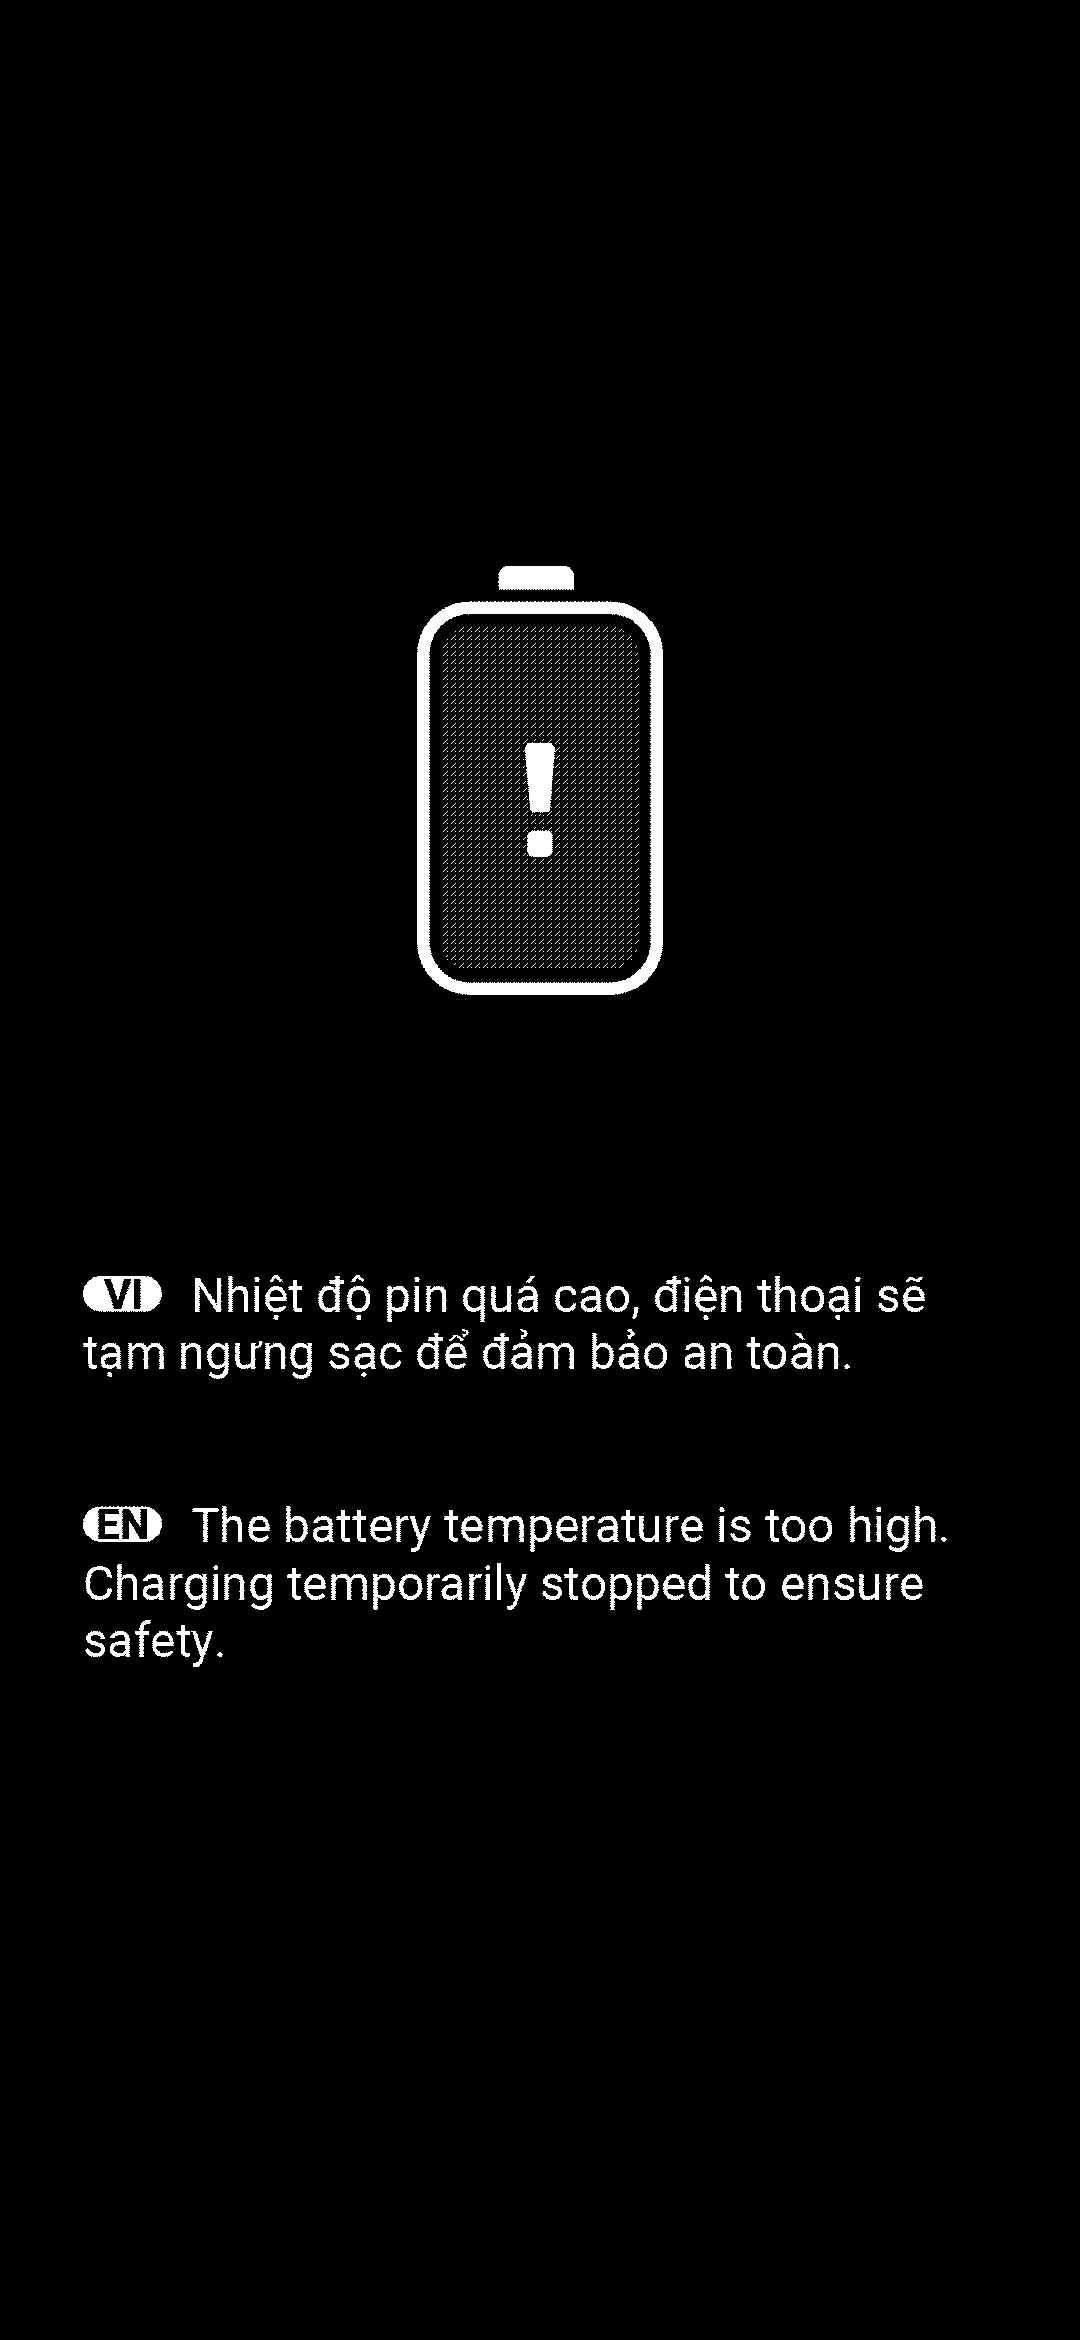 VI Nhiệt độ pin quá cao, điện thoại sẽ
tạm ngưng sạc để đảm bảo an toàn.
EN The battery temperature is too high.
Charging temporarily stopped to ensure
safety.